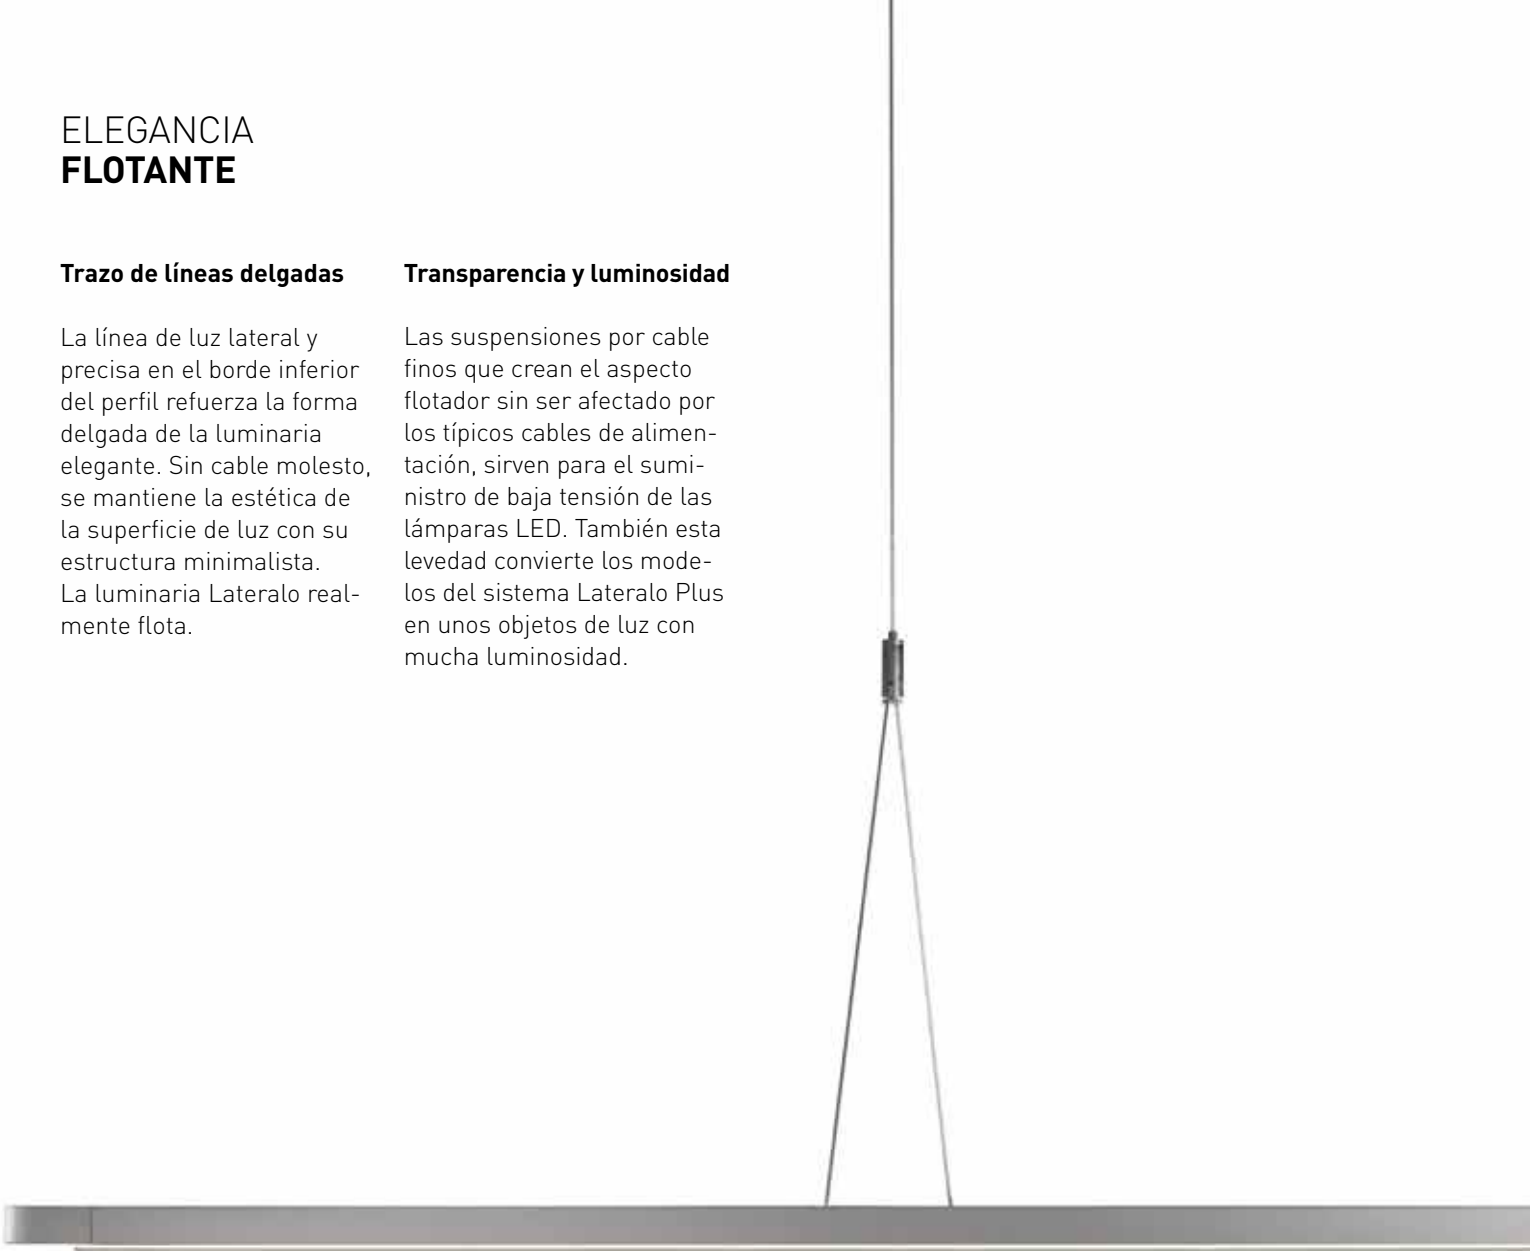 ELEGANCIA
FLOTANTE
Trazo de líneas delgadas
La línea de luz lateral y
precisa en el borde inferior
del perfil refuerza la forma
delgada de la luminaria
elegante. Sin cable molesto,
se mantiene la estética de
la superficie de luz con su
estructura minimalista.
La luminaria Lateralo real-
mente flota.
Transparencia y luminosidad
Las suspensiones por cable
finos que crean el aspecto
flotador sin ser afectado por
los típicos cables de alimen-
tación, sirven para el sumi-
nistro de baja tensión de las
lámparas LED. También esta
levedad convierte los mode-
los del sistema Lateralo Plus
en unos objetos de luz con
mucha luminosidad.